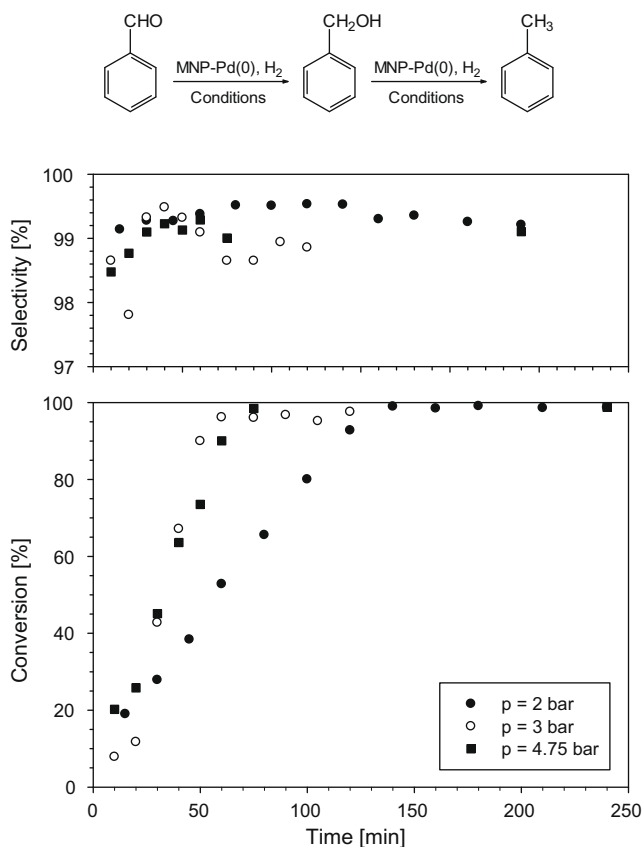 CHO
CH2OH
CH3
MNP-Pd(0), H2
MNP-Pd(0), H2
Conditions
Conditions
100
99
98
97
Selectivity [%]
100
80
60
40
20
0
Conversion [%]
p = 2 bar
p = 3 bar
p = 4.75 bar
0 50 100 150 200 250
Time [min]